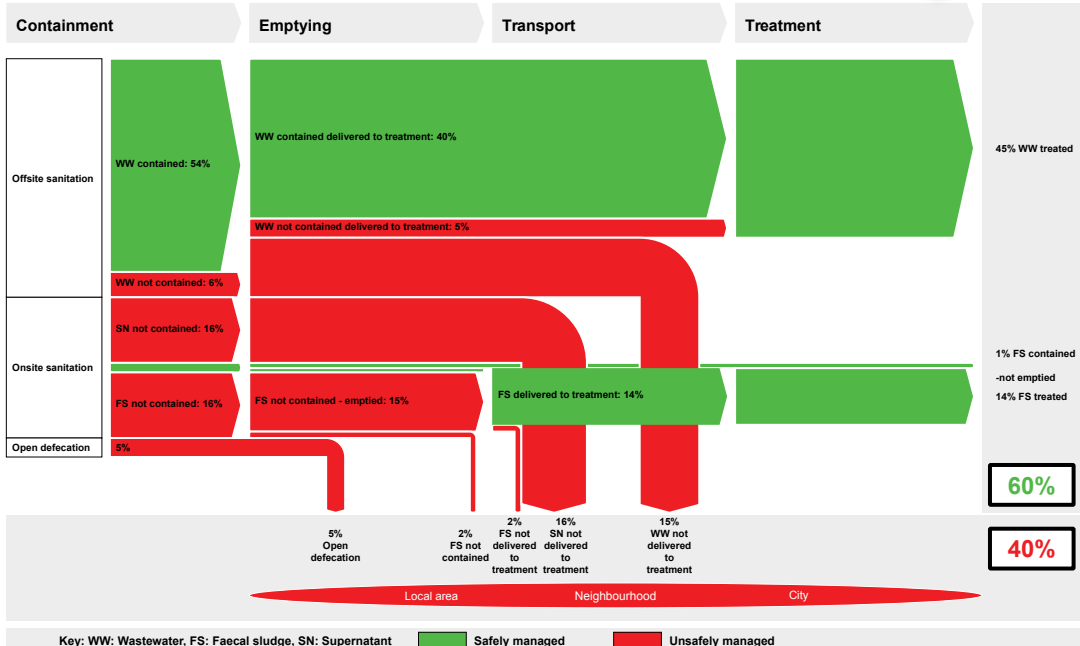 Containment
Emptying
Transport
Treatment
Offsite sanitation
WW contained: 54%
WW contained delivered to treatment: 40%
45% WW treated
WW not contained delivered to treatment: 5%
WW not contained: 6%
Onsite sanitation
SN not contained: 16%
1% FS contained
-not emptied
14% FS treated
FS not contained: 16%
FS not contained - emptied: 15%
FS delivered to treatment: 14%
Open defecation
5%
60%
40%
5%
Open
defecation
2%
FS not
contained
2%
FS not
delivered
to
treatment
16%
SN not
delivered
to
treatment
15%
WW not
delivered
to
treatment
Local area
Neighbourhood
City
Key: WW: Wastewater, FS: Faecal sludge, SN: Supernatant
Safely managed
Unsafely managed